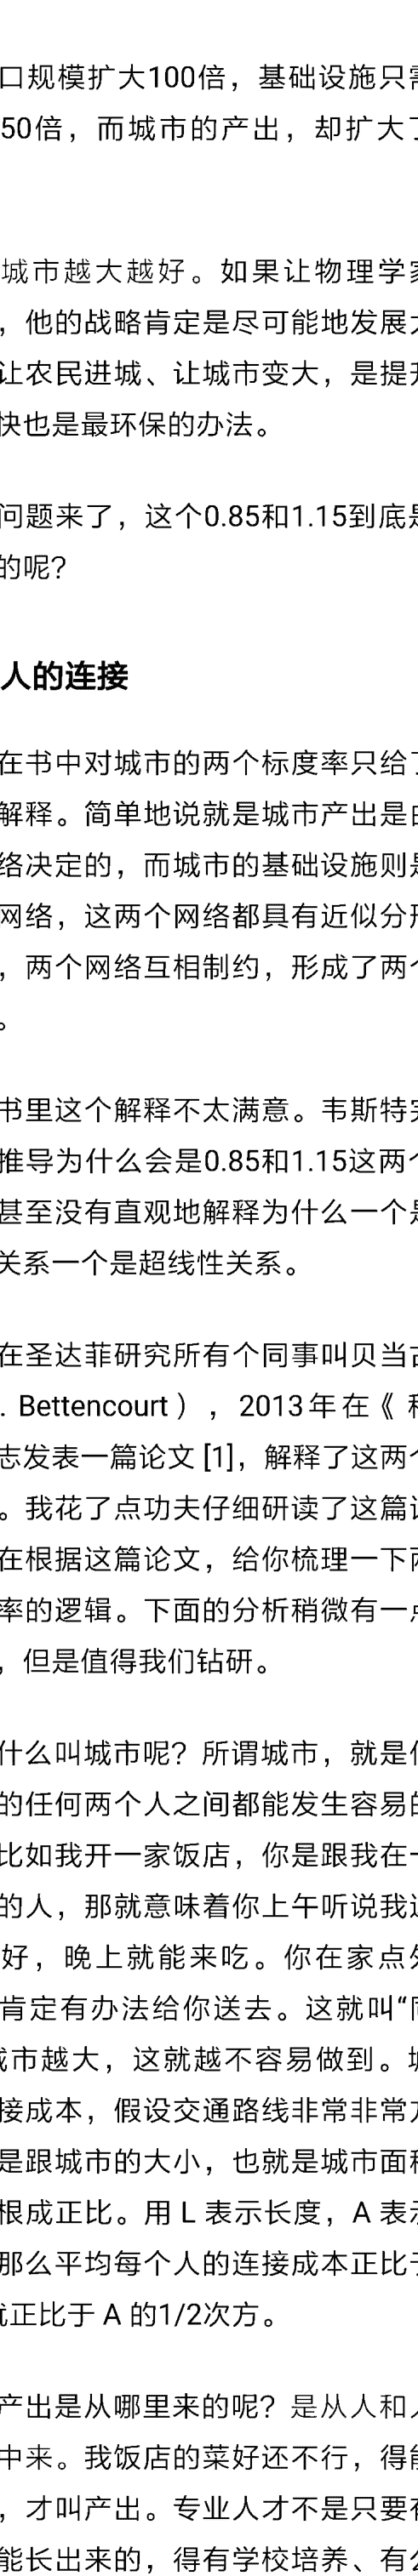 口规模扩大100倍，基础设施只需
50倍，而城市的产出，却扩大了
城市越大越好。如果让物理学家
，他的战略肯定是尽可能地发展大
让农民进城、让城市变大，是提升
快也是最环保的办法。
问题来了，这个0.85和1.15到底是
的呢？
人的连接
在书中对城市的两个标度率只给了
解释。简单地说就是城市产出是由
络决定的，而城市的基础设施则是
网络，这两个网络都具有近似分形
，两个网络互相制约，形成了两个
。
书里这个解释不太满意。韦斯特完
推导为什么会是0.85和1.15这两个
甚至没有直观地解释为什么一个是
关系一个是超线性关系。
在圣达菲研究所有个同事叫贝当古
. Bettencourt），2013年在《科
志发表一篇论文 [1]，解释了这两个
。我花了点功夫仔细研读了这篇论
在根据这篇论文，给你梳理一下两
率的逻辑。下面的分析稍微有一点
，但是值得我们钻研。
什么叫城市呢？所谓城市，就是你
的任何两个人之间都能发生容易的
比如我开一家饭店，你是跟我在一
的人，那就意味着你上午听说我这
好，晚上就能来吃。你在家点外
肯定有办法给你送去。这就叫“同
城市越大，这就越不容易做到。城
接成本，假设交通路线非常非常方
是跟城市的大小，也就是城市面积
根成正比。用 L 表示长度，A 表示
那么平均每个人的连接成本正比于
就正比于 A 的1/2次方。
产出是从哪里来的呢？是从人和人
中来。我饭店的菜好还不行，得能
，才叫产出。专业人才不是只要有
能长出来的，得有学校培养、有公